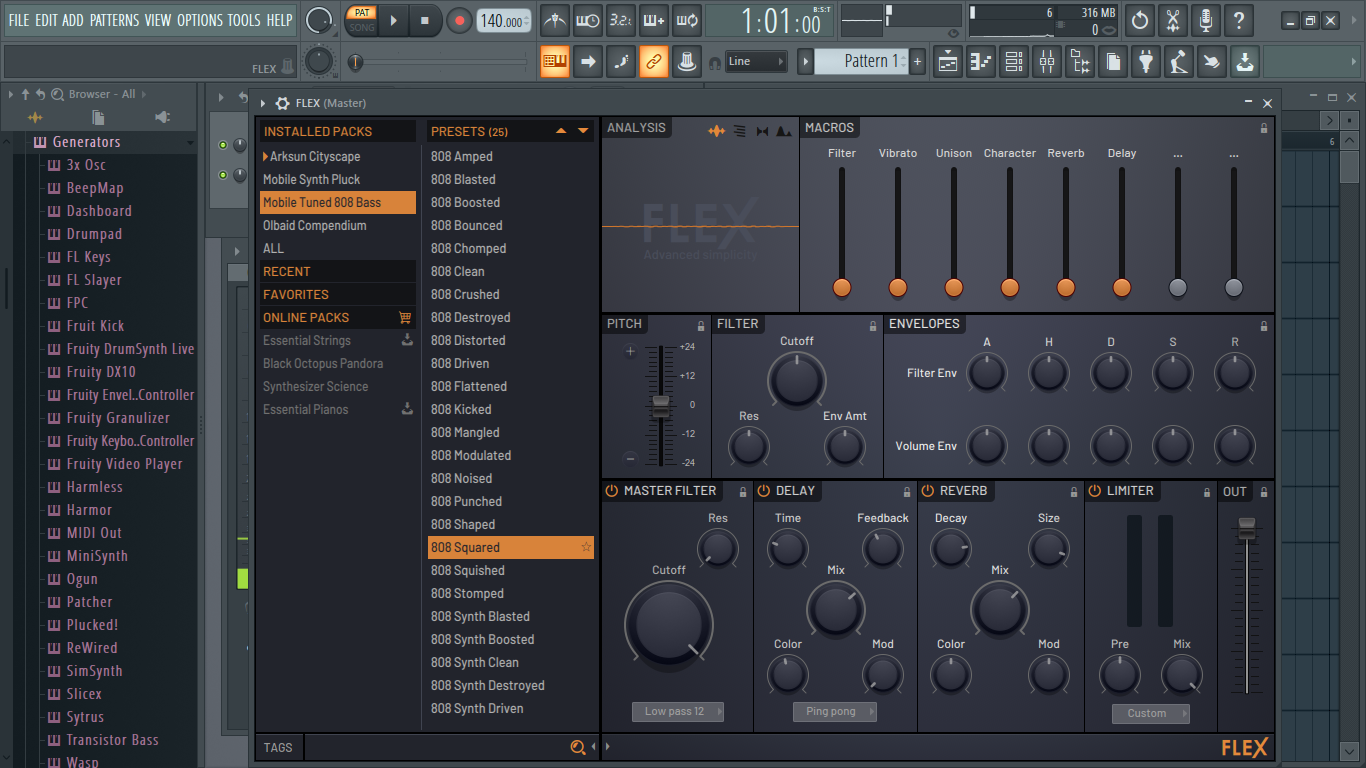 FILE EDIT ADD PATTERNS VIEW OPTIONS TOOLS HELP
PAT
SONG
140.000
3.2.
1:01:00
B:S:T
6
316 MB
0
?
FLEX
Line
Pattern 1
+
Browser - All
Generators
3x Osc
BeepMap
Dashboard
Drumpad
FL Keys
FL Slayer
FPC
Fruit Kick
Fruity DrumSynth Live
Fruity DX10
Fruity Envel..Controller
Fruity Granulizer
Fruity Keybo..Controller
Fruity Video Player
Harmless
Harmor
MIDI Out
MiniSynth
Ogun
Patcher
Plucked!
ReWired
SimSynth
Slicex
Sytrus
Transistor Bass
Wasp
FLEX (Master)
INSTALLED PACKS
Arksun Cityscape
Mobile Synth Pluck
Mobile Tuned 808 Bass
Olbaid Compendium
ALL
RECENT
FAVORITES
ONLINE PACKS
Essential Strings
Black Octopus Pandora
Synthesizer Science
Essential Pianos
PRESETS (25)
808 Amped
808 Blasted
808 Boosted
808 Bounced
808 Chomped
808 Clean
808 Crushed
808 Destroyed
808 Distorted
808 Driven
808 Flattened
808 Kicked
808 Mangled
808 Modulated
808 Noised
808 Punched
808 Shaped
808 Squared
808 Squished
808 Stomped
808 Synth Blasted
808 Synth Boosted
808 Synth Clean
808 Synth Destroyed
808 Synth Driven
TAGS
ANALYSIS
FLEX
Advanced simplicity
MACROS
Filter Vibrato Unison Character Reverb Delay ... ...
PITCH
+24
+12
0
-12
-24
FILTER
Cutoff
Res
Env Amt
ENVELOPES
A H D S R
Filter Env
Volume Env
MASTER FILTER
Res
Cutoff
Low pass 12
DELAY
Time
Feedback
Mix
Color
Mod
Ping pong
REVERB
Decay
Size
Mix
Color
Mod
LIMITER
Pre
Mix
Custom
OUT
FLEX
6